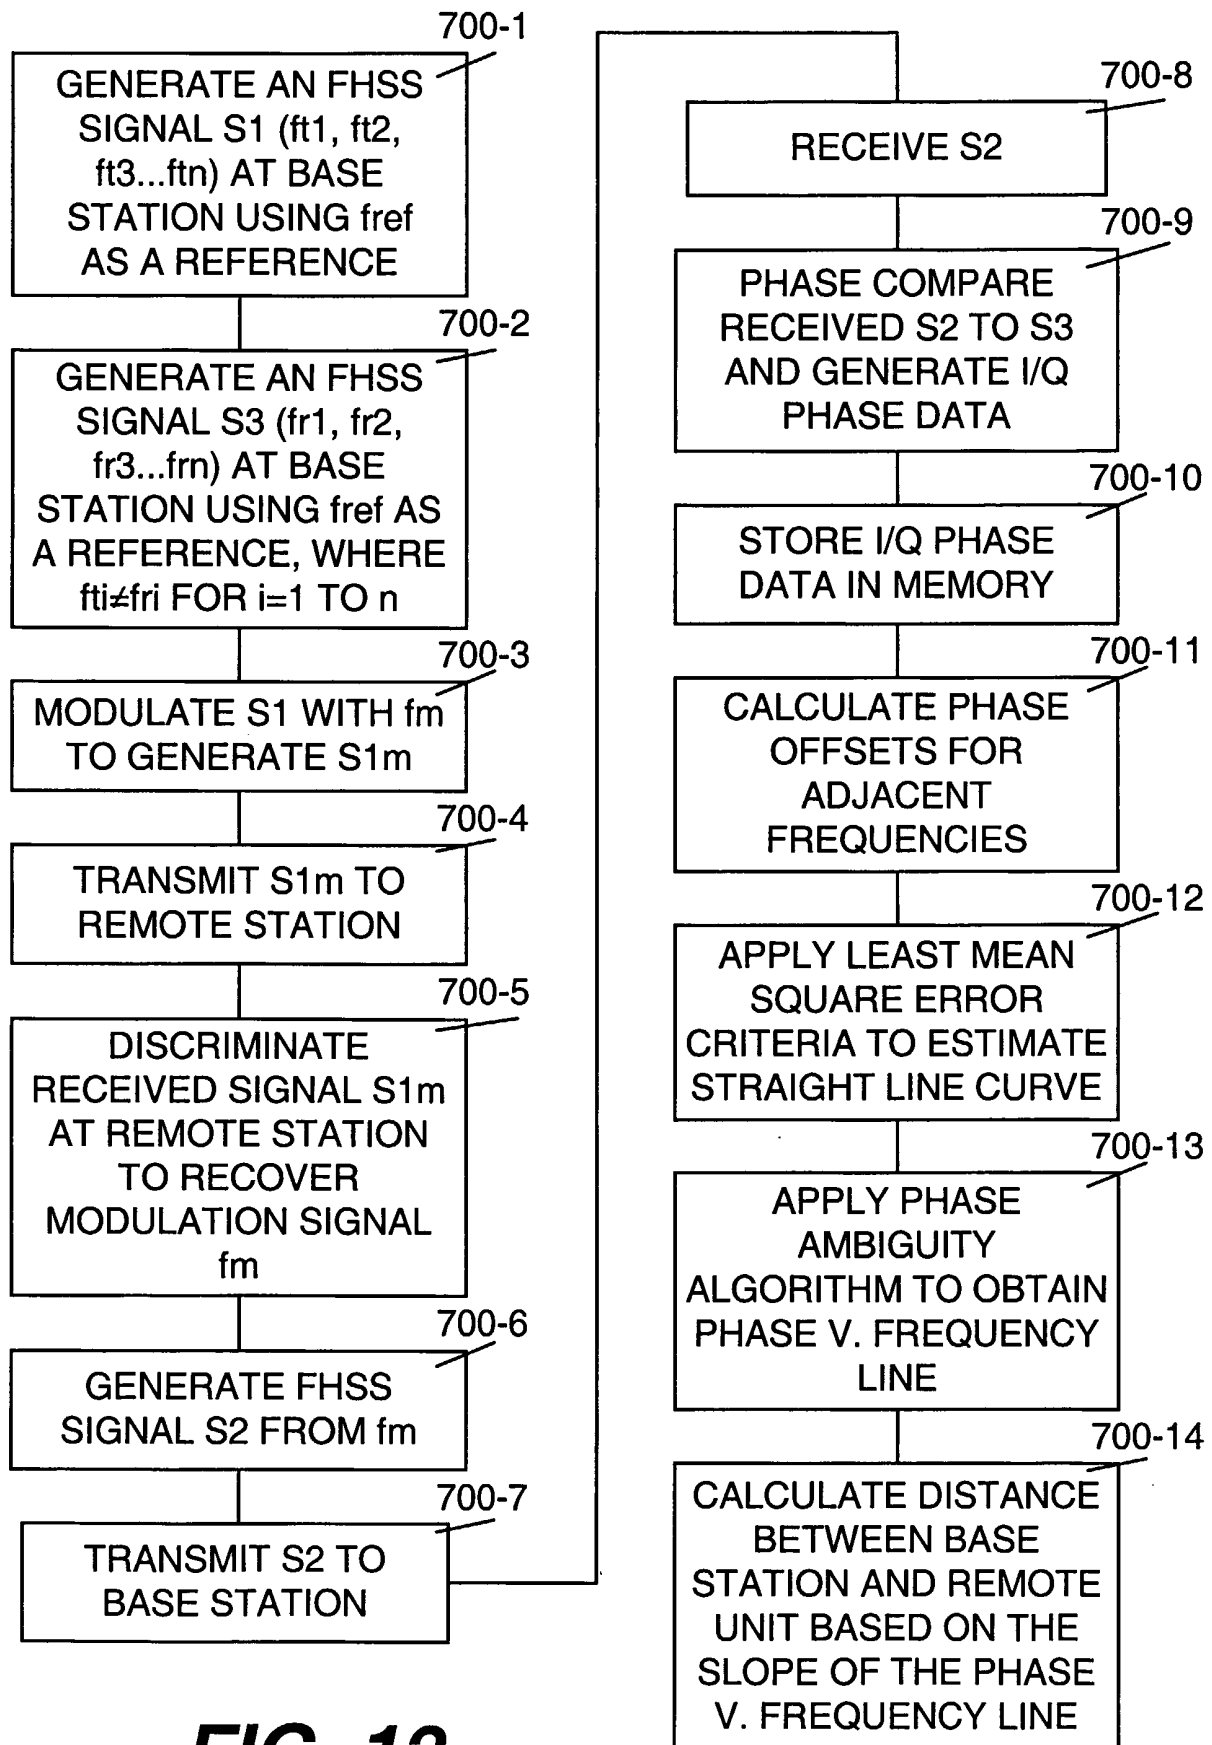 700-1
GENERATE AN FHSS
SIGNAL S1 (ft1, ft2,
ft3...ftn) AT BASE
STATION USING fref
AS A REFERENCE
700-2
GENERATE AN FHSS
SIGNAL S3 (fr1, fr2,
fr3...frn) AT BASE
STATION USING fref AS
A REFERENCE, WHERE
fti≠fri FOR i=1 TO n
700-3
MODULATE S1 WITH fm
TO GENERATE S1m
700-4
TRANSMIT S1m TO
REMOTE STATION
700-5
DISCRIMINATE
RECEIVED SIGNAL S1m
AT REMOTE STATION
TO RECOVER
MODULATION SIGNAL
fm
700-6
GENERATE FHSS
SIGNAL S2 FROM fm
700-7
TRANSMIT S2 TO
BASE STATION
700-8
RECEIVE S2
700-9
PHASE COMPARE
RECEIVED S2 TO S3
AND GENERATE I/Q
PHASE DATA
700-10
STORE I/Q PHASE
DATA IN MEMORY
700-11
CALCULATE PHASE
OFFSETS FOR
ADJACENT
FREQUENCIES
700-12
APPLY LEAST MEAN
SQUARE ERROR
CRITERIA TO ESTIMATE
STRAIGHT LINE CURVE
700-13
APPLY PHASE
AMBIGUITY
ALGORITHM TO OBTAIN
PHASE V. FREQUENCY
LINE
700-14
CALCULATE DISTANCE
BETWEEN BASE
STATION AND REMOTE
UNIT BASED ON THE
SLOPE OF THE PHASE
V. FREQUENCY LINE